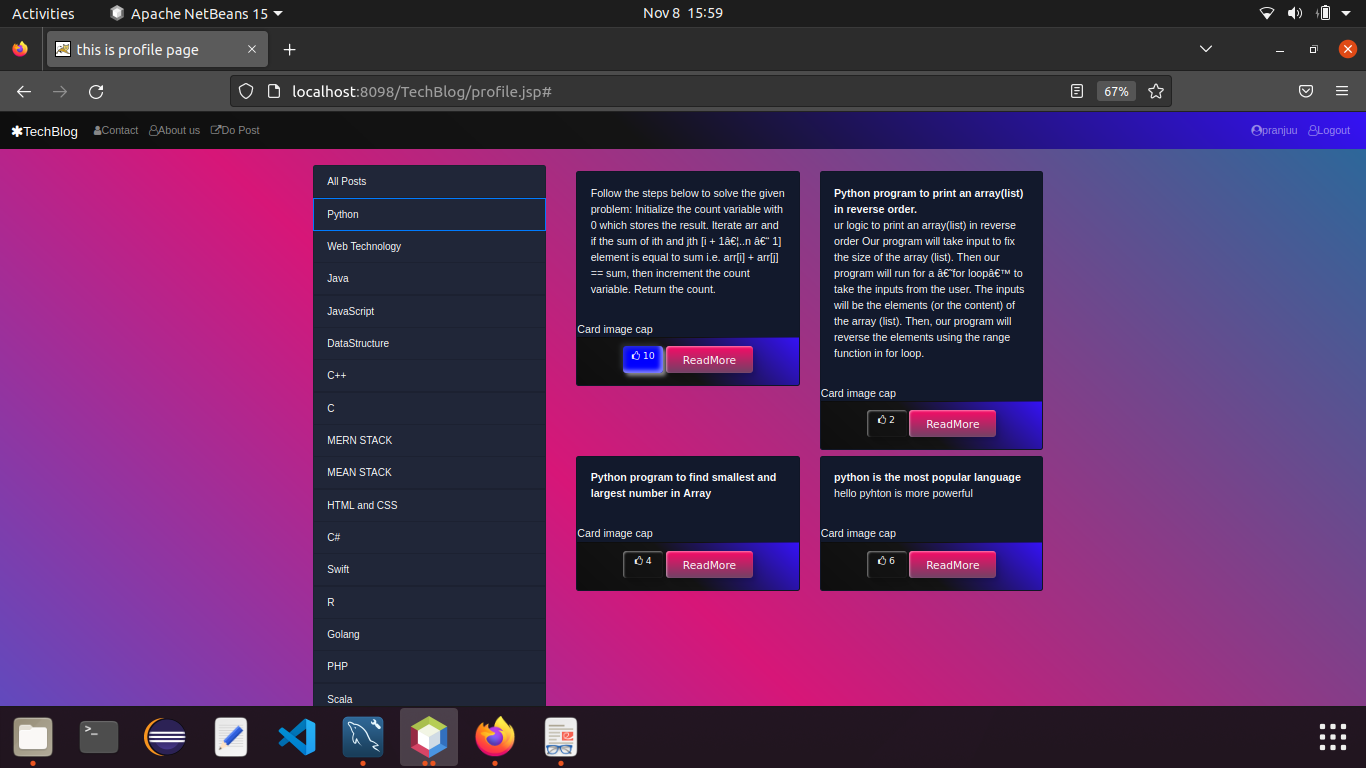 Activities
Apache NetBeans 15
Nov 8 15:59
this is profile page
localhost:8098/TechBlog/profile.jsp#
67%
TechBlog
Contact
About us
Do Post
pranjuu
Logout
All Posts
Python
Web Technology
Java
JavaScript
DataStructure
C++
C
MERN STACK
MEAN STACK
HTML and CSS
C#
Swift
R
Golang
PHP
Scala
Follow the steps below to solve the given
problem: Initialize the count variable with
0 which stores the result. Iterate arr and
if the sum of ith and jth [i + 1â€¦..n â€“ 1]
element is equal to sum i.e. arr[i] + arr[j]
== sum, then increment the count
variable. Return the count.
Card image cap
10
ReadMore
Python program to print an array(list)
in reverse order.
ur logic to print an array(list) in reverse
order Our program will take input to fix
the size of the array (list). Then our
program will run for a â€˜for loopâ€™ to
take the inputs from the user. The inputs
will be the elements (or the content) of
the array (list). Then, our program will
reverse the elements using the range
function in for loop.
Card image cap
2
ReadMore
Python program to find smallest and
largest number in Array
Card image cap
4
ReadMore
python is the most popular language
hello pyhton is more powerful
Card image cap
6
ReadMore